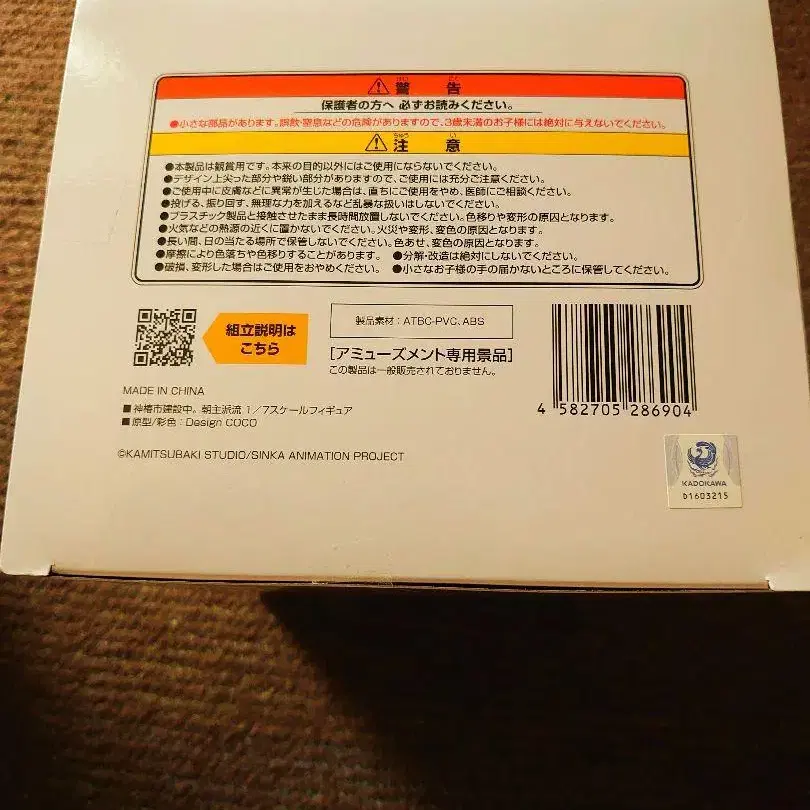 警告
保護者の方へ 必ずお読みください。
●小さな部品があります。誤飲・窒息などの危険がありますので、3歳未満のお子様には絶対に与えないでください。
注意
●本製品は観賞用です。本来の目的以外にはご使用にならないでください。
●デザイン上尖った部分や鋭い部分がありますので、ご使用には充分ご注意ください。
●ご使用中に皮膚などに異常が生じた場合は、直ちにご使用をやめ、医師にご相談ください。
●投げる、振り回す、無理な力を加えるなど乱暴な扱いはしないでください。
●プラスチック製品と接触させたまま長時間放置しないでください。色移りや変形の原因となります。
●火気などの熱源の近くに置かないでください。火災や変形、変色の原因となります。
●長い間、日の当たる場所で保管しないでください。色あせ、変色の原因となります。
●摩擦により色落ちや色移りすることがあります。 ●分解・改造は絶対にしないでください。
●破損、変形した場合はご使用をおやめください。 ●小さなお子様の手の届かないところに保管してください。
組立説明は
こちら
製品素材:ATBC-PVC、ABS
[アミューズメント専用景品]
この製品は一般販売されておりません。
MADE IN CHINA
■神椿市建設中。朝主派流 1/7スケールフィギュア
■原型/彩色:Design COCO
©KAMITSUBAKI STUDIO/SINKA ANIMATION PROJECT
4 582705 286904
KADOKAWA
D1603215